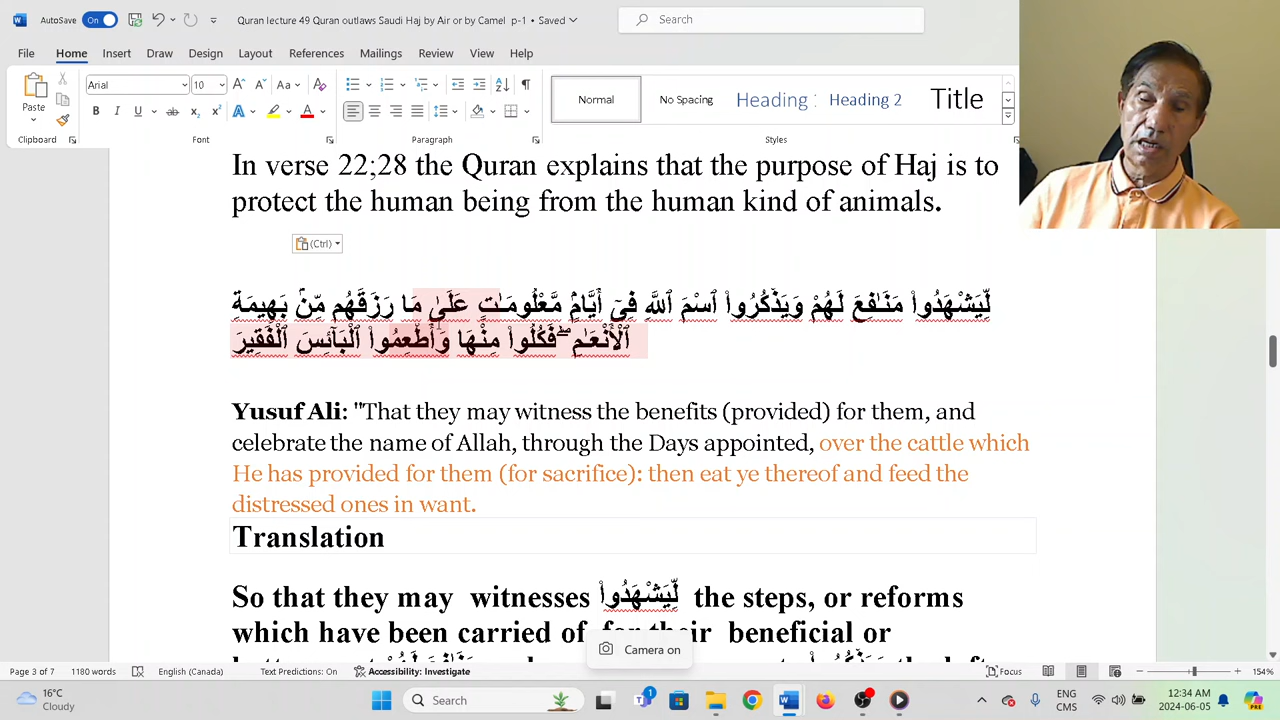 AutoSave On Quran lecture 49 Quran outlaws Saudi Haj by Air or by Camel p-1 • Saved Search
File Home Insert Draw Design Layout References Mailings Review View Help
Paste Arial 10 Aa Normal No Spacing Heading 1 Heading 2 Title
Clipboard Font Paragraph Styles
In verse 22;28 the Quran explains that the purpose of Haj is to
protect the human being from the human kind of animals.
(Ctrl)
لِّيَشْهَدُوا۟ مَنَـٰفِعَ لَهُمْ وَيَذْكُرُوا۟ ٱسْمَ ٱللَّهِ فِىٓ أَيَّامٍۢ مَّعْلُومَـٰتٍ عَلَىٰ مَا رَزَقَهُم مِّنۢ بَهِيمَةِ
ٱلْأَنْعَـٰمِ ۖ فَكُلُوا۟ مِنْهَا وَأَطْعِمُوا۟ ٱلْبَآئِسَ ٱلْفَقِيرَ
Yusuf Ali: "That they may witness the benefits (provided) for them, and
celebrate the name of Allah, through the Days appointed, over the cattle which
He has provided for them (for sacrifice): then eat ye thereof and feed the
distressed ones in want.
Translation
So that they may witnesses لِّيَشْهَدُوا۟ the steps, or reforms
which have been carried of for their beneficial or
Camera on
Page 3 of 7 1180 words English (Canada) Text Predictions: On Accessibility: Investigate Focus 154%
16°C
Cloudy
Search
1
ENG
CMS
12:34 AM
2024-06-05